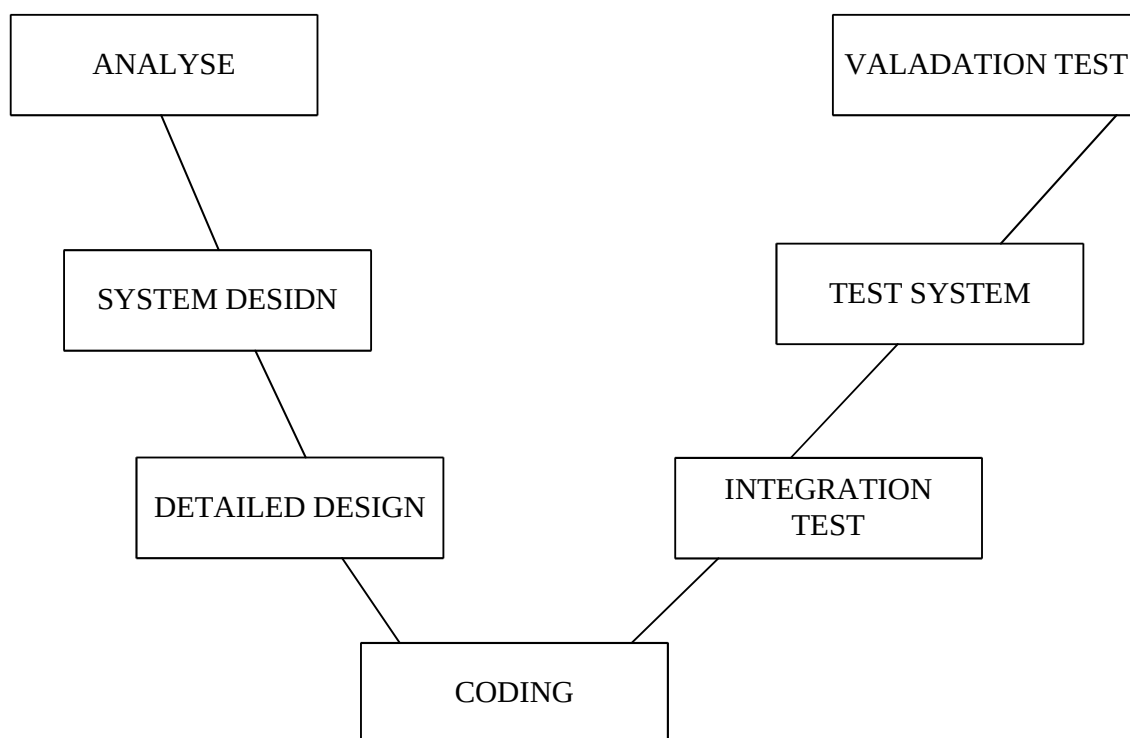 ANALYSE
VALADATION TEST
SYSTEM DESIDN
TEST SYSTEM
DETAILED DESIGN
INTEGRATION
TEST
CODING